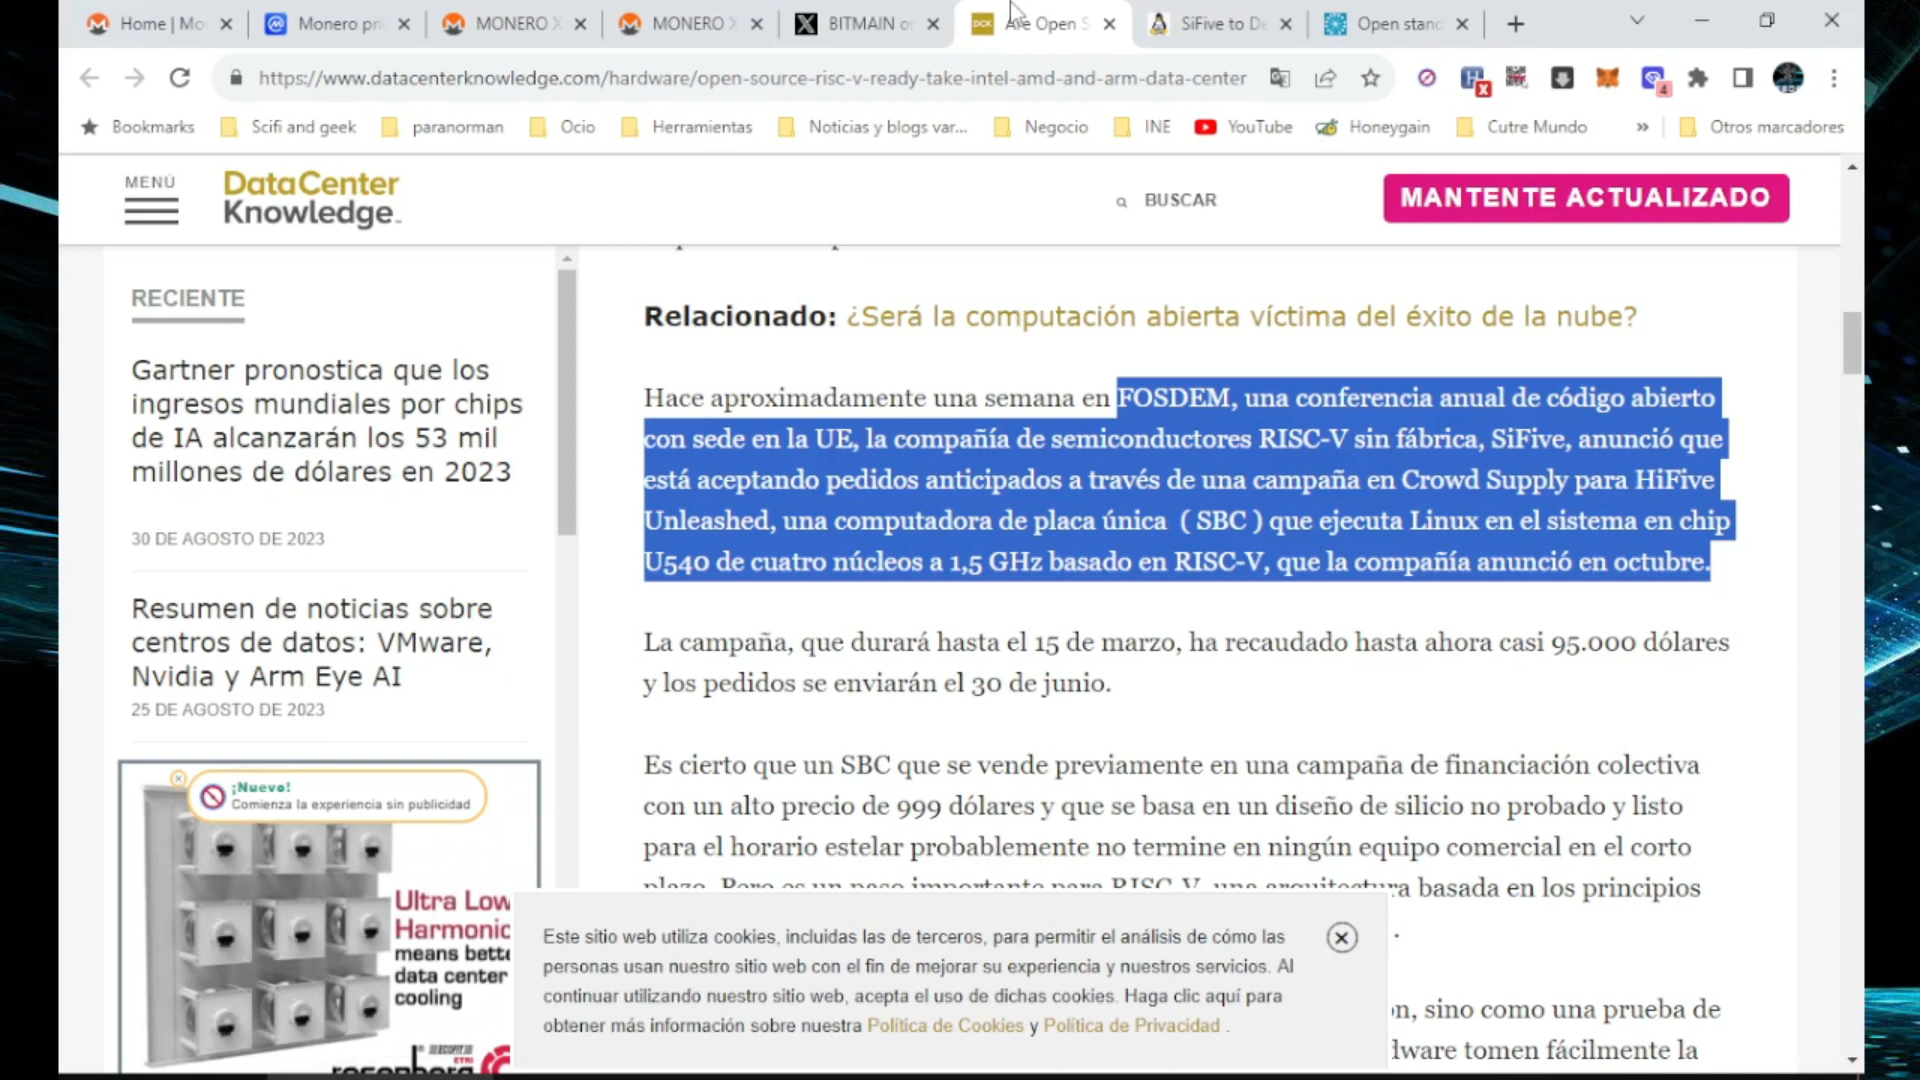 Home | Mo
Monero pri
MONERO X
MONERO X
BITMAIN o
Are Open S
SiFive to De
Open stand
https://www.datacenterknowledge.com/hardware/open-source-risc-v-ready-take-intel-amd-and-arm-data-center
4
Bookmarks
Scifi and geek
paranorman
Ocio
Herramientas
Noticias y blogs var...
Negocio
INE
YouTube
Honeygain
Cutre Mundo
»
Otros marcadores
MENÚ
DataCenter
Knowledge
BUSCAR
MANTENTE ACTUALIZADO
RECIENTE
Gartner pronostica que los
ingresos mundiales por chips
de IA alcanzarán los 53 mil
millones de dólares en 2023
30 DE AGOSTO DE 2023
Resumen de noticias sobre
centros de datos: VMware,
Nvidia y Arm Eye AI
25 DE AGOSTO DE 2023
¡Nuevo!
Comienza la experiencia sin publicidad
Ultra Low
Harmonic
means bette
data center
cooling
rosenberg
Relacionado: ¿Será la computación abierta víctima del éxito de la nube?
Hace aproximadamente una semana en FOSDEM, una conferencia anual de código abierto
con sede en la UE, la compañía de semiconductores RISC-V sin fábrica, SiFive, anunció que
está aceptando pedidos anticipados a través de una campaña en Crowd Supply para HiFive
Unleashed, una computadora de placa única ( SBC ) que ejecuta Linux en el sistema en chip
U540 de cuatro núcleos a 1,5 GHz basado en RISC-V, que la compañía anunció en octubre.
La campaña, que durará hasta el 15 de marzo, ha recaudado hasta ahora casi 95.000 dólares
y los pedidos se enviarán el 30 de junio.
Es cierto que un SBC que se vende previamente en una campaña de financiación colectiva
con un alto precio de 999 dólares y que se basa en un diseño de silicio no probado y listo
para el horario estelar probablemente no termine en ningún equipo comercial en el corto
plazo. Pero es un paso importante para RISC-V, una arquitectura basada en los principios
.
n, sino como una prueba de
dware tomen fácilmente la
Este sitio web utiliza cookies, incluidas las de terceros, para permitir el análisis de cómo las
personas usan nuestro sitio web con el fin de mejorar su experiencia y nuestros servicios. Al
continuar utilizando nuestro sitio web, acepta el uso de dichas cookies. Haga clic aquí para
obtener más información sobre nuestra Política de Cookies y Política de Privacidad .